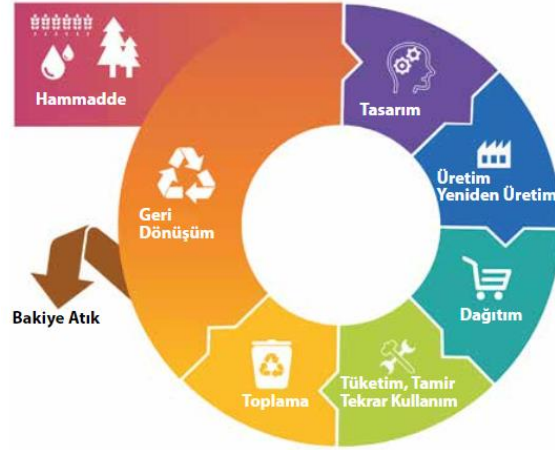 Hammadde
Tasarım
Üretim
Yeniden Üretim
Dağıtım
Tüketim, Tamir
Tekrar Kullanım
Toplama
Geri
Dönüşüm
Bakiye Atık